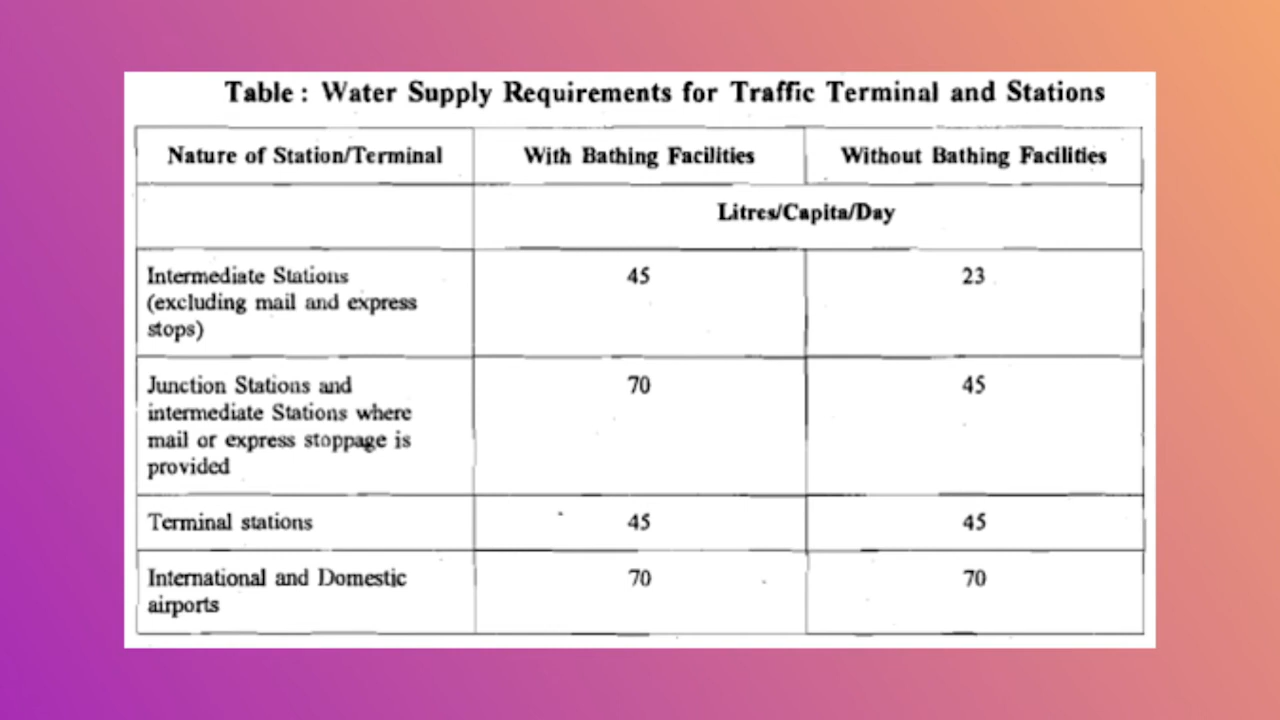 Table : Water Supply Requirements for Traffic Terminal and Stations
Nature of Station/Terminal With Bathing Facilities Without Bathing Facilities
Litres/Capita/Day
Intermediate Stations 45 23
(excluding mail and express
stops)
Junction Stations and 70 45
intermediate Stations where
mail or express stoppage is
provided
Terminal stations 45 45
International and Domestic 70 70
airports